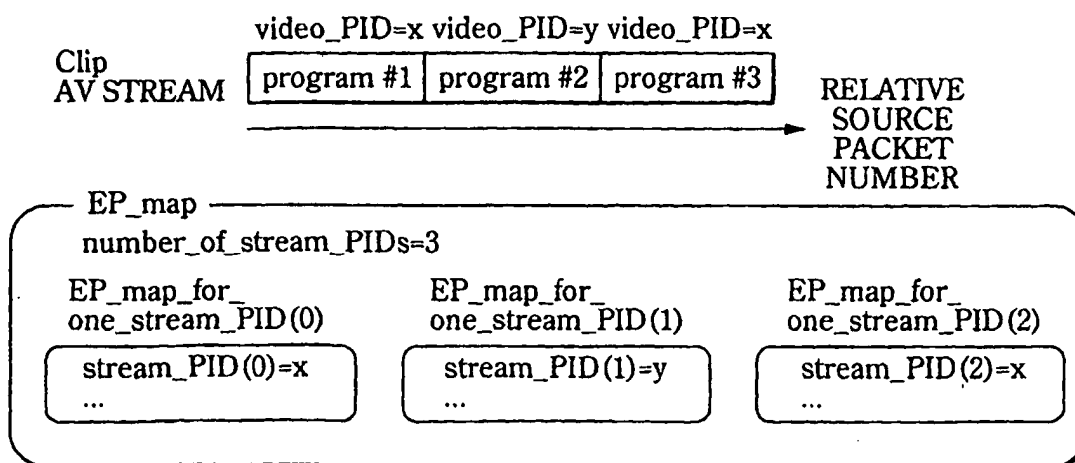 video_PID=x video_PID=y video_PID=x
Clip
AV STREAM
program #1 program #2 program #3
RELATIVE
SOURCE
PACKET
NUMBER
EP_map
number_of_stream_PIDs=3
EP_map_for_
one_stream_PID(0)
stream_PID(0)=x
...
EP_map_for_
one_stream_PID(1)
stream_PID(1)=y
...
EP_map_for_
one_stream_PID(2)
stream_PID(2)=x
...